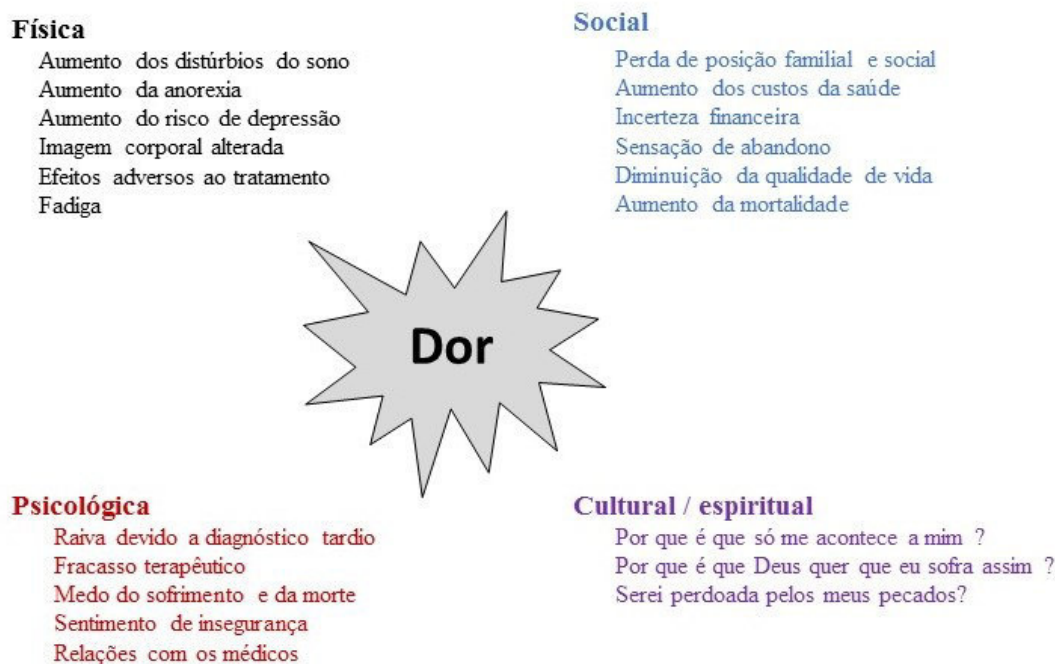 Física
Aumento dos distúrbios do sono
Aumento da anorexia
Aumento do risco de depressão
Imagem corporal alterada
Efeitos adversos ao tratamento
Fadiga
Social
Perda de posição familial e social
Aumento dos custos da saúde
Incerteza financeira
Sensação de abandono
Diminuição da qualidade de vida
Aumento da mortalidade
Dor
Psicológica
Raiva devido a diagnóstico tardio
Fracasso terapêutico
Medo do sofrimento e da morte
Sentimento de insegurança
Relações com os médicos
Cultural / espiritual
Por que é que só me acontece a mim ?
Por que é que Deus quer que eu sofra assim ?
Serei perdoada pelos meus pecados?